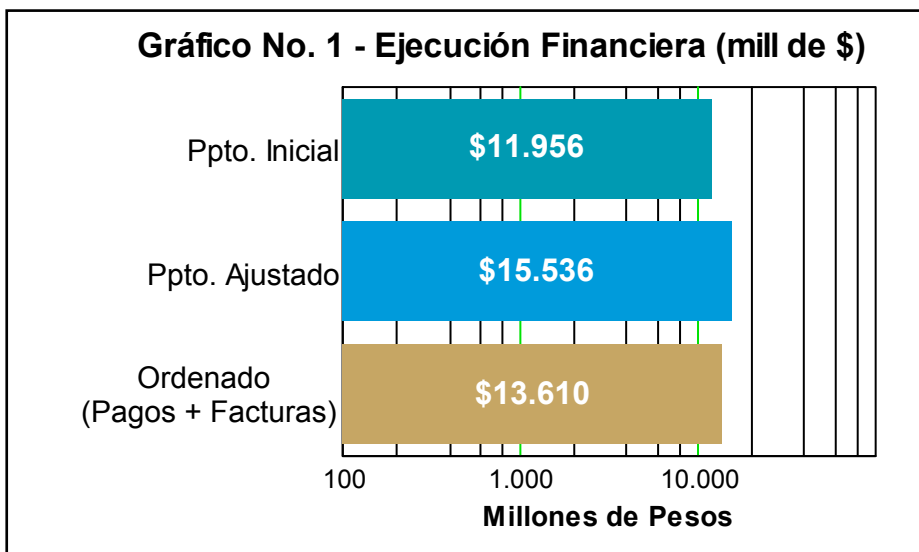 Gráfico No. 1 - Ejecución Financiera (mill de $)
Ppto. Inicial
$11.956
Ppto. Ajustado
$15.536
Ordenado
(Pagos + Facturas)
$13.610
100
1.000
10.000
Millones de Pesos